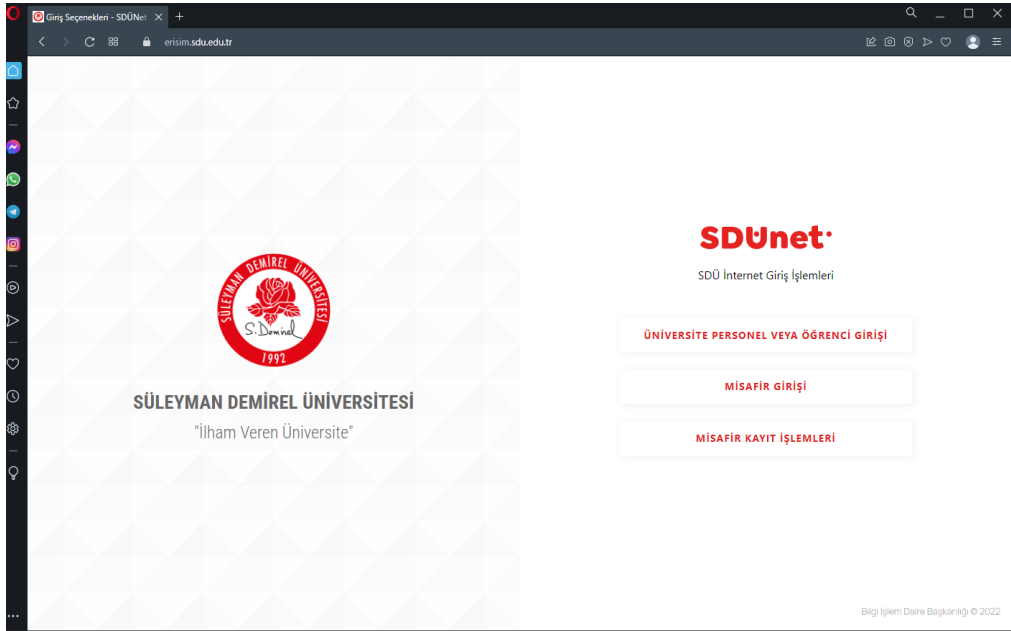 Giriş Seçenekleri - SDÜNet
erisim.sdu.edu.tr
SÜLEYMAN DEMİREL ÜNİVERSİTESİ
S. Demirel
1992
SÜLEYMAN DEMİREL ÜNİVERSİTESİ
"İlham Veren Üniversite"
SDÜnet
SDÜ İnternet Giriş İşlemleri
ÜNİVERSİTE PERSONEL VEYA ÖĞRENCİ GİRİŞİ
MİSAFİR GİRİŞİ
MİSAFİR KAYIT İŞLEMLERİ
Bilgi İşlem Daire Başkanlığı © 2022